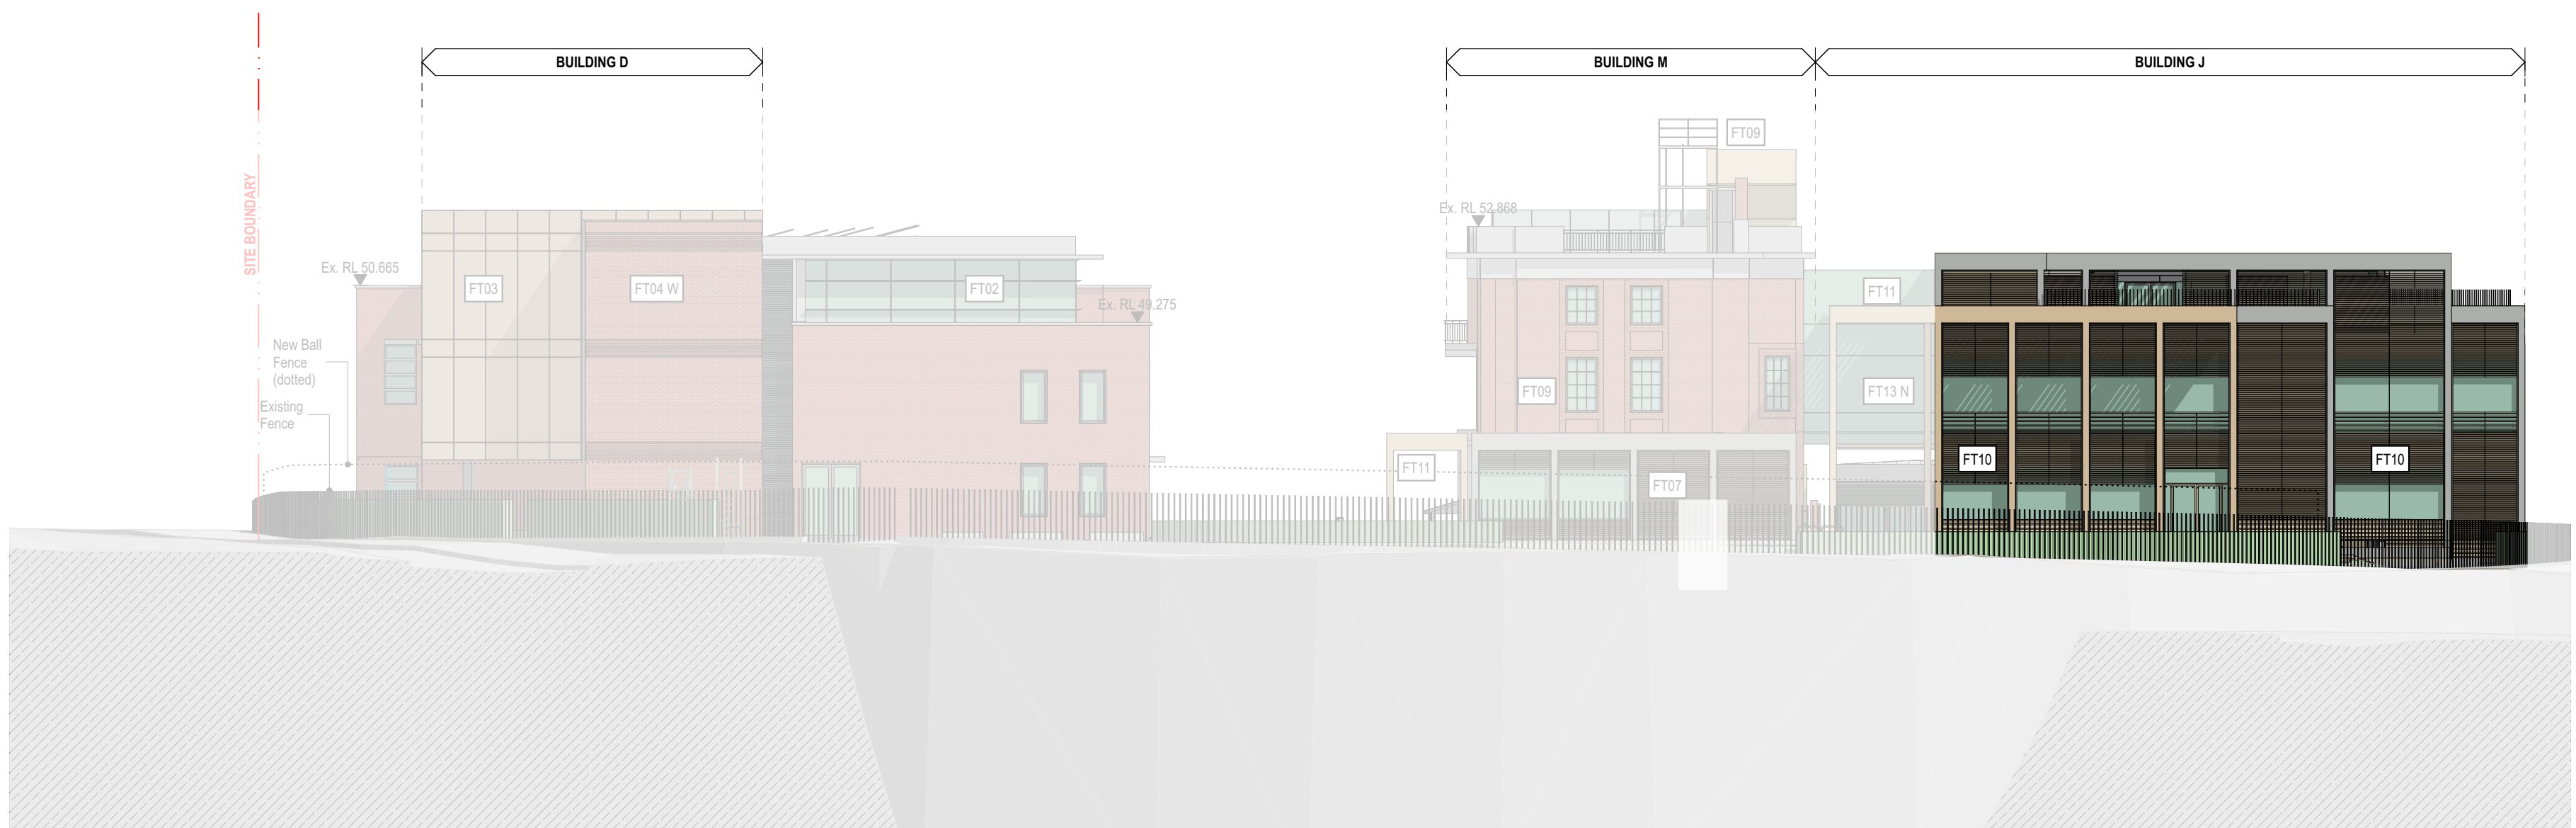 BUILDING D
BUILDING M
BUILDING J
SITE BOUNDARY
FT09
Ex. RL 52.868
Ex. RL 50.665
FT03
FT04 W
FT02
Ex. RL 49.275
FT11
New Ball
Fence
(dotted)
Existing
Fence
FT09
FT13 N
FT11
FT07
FT10
FT10